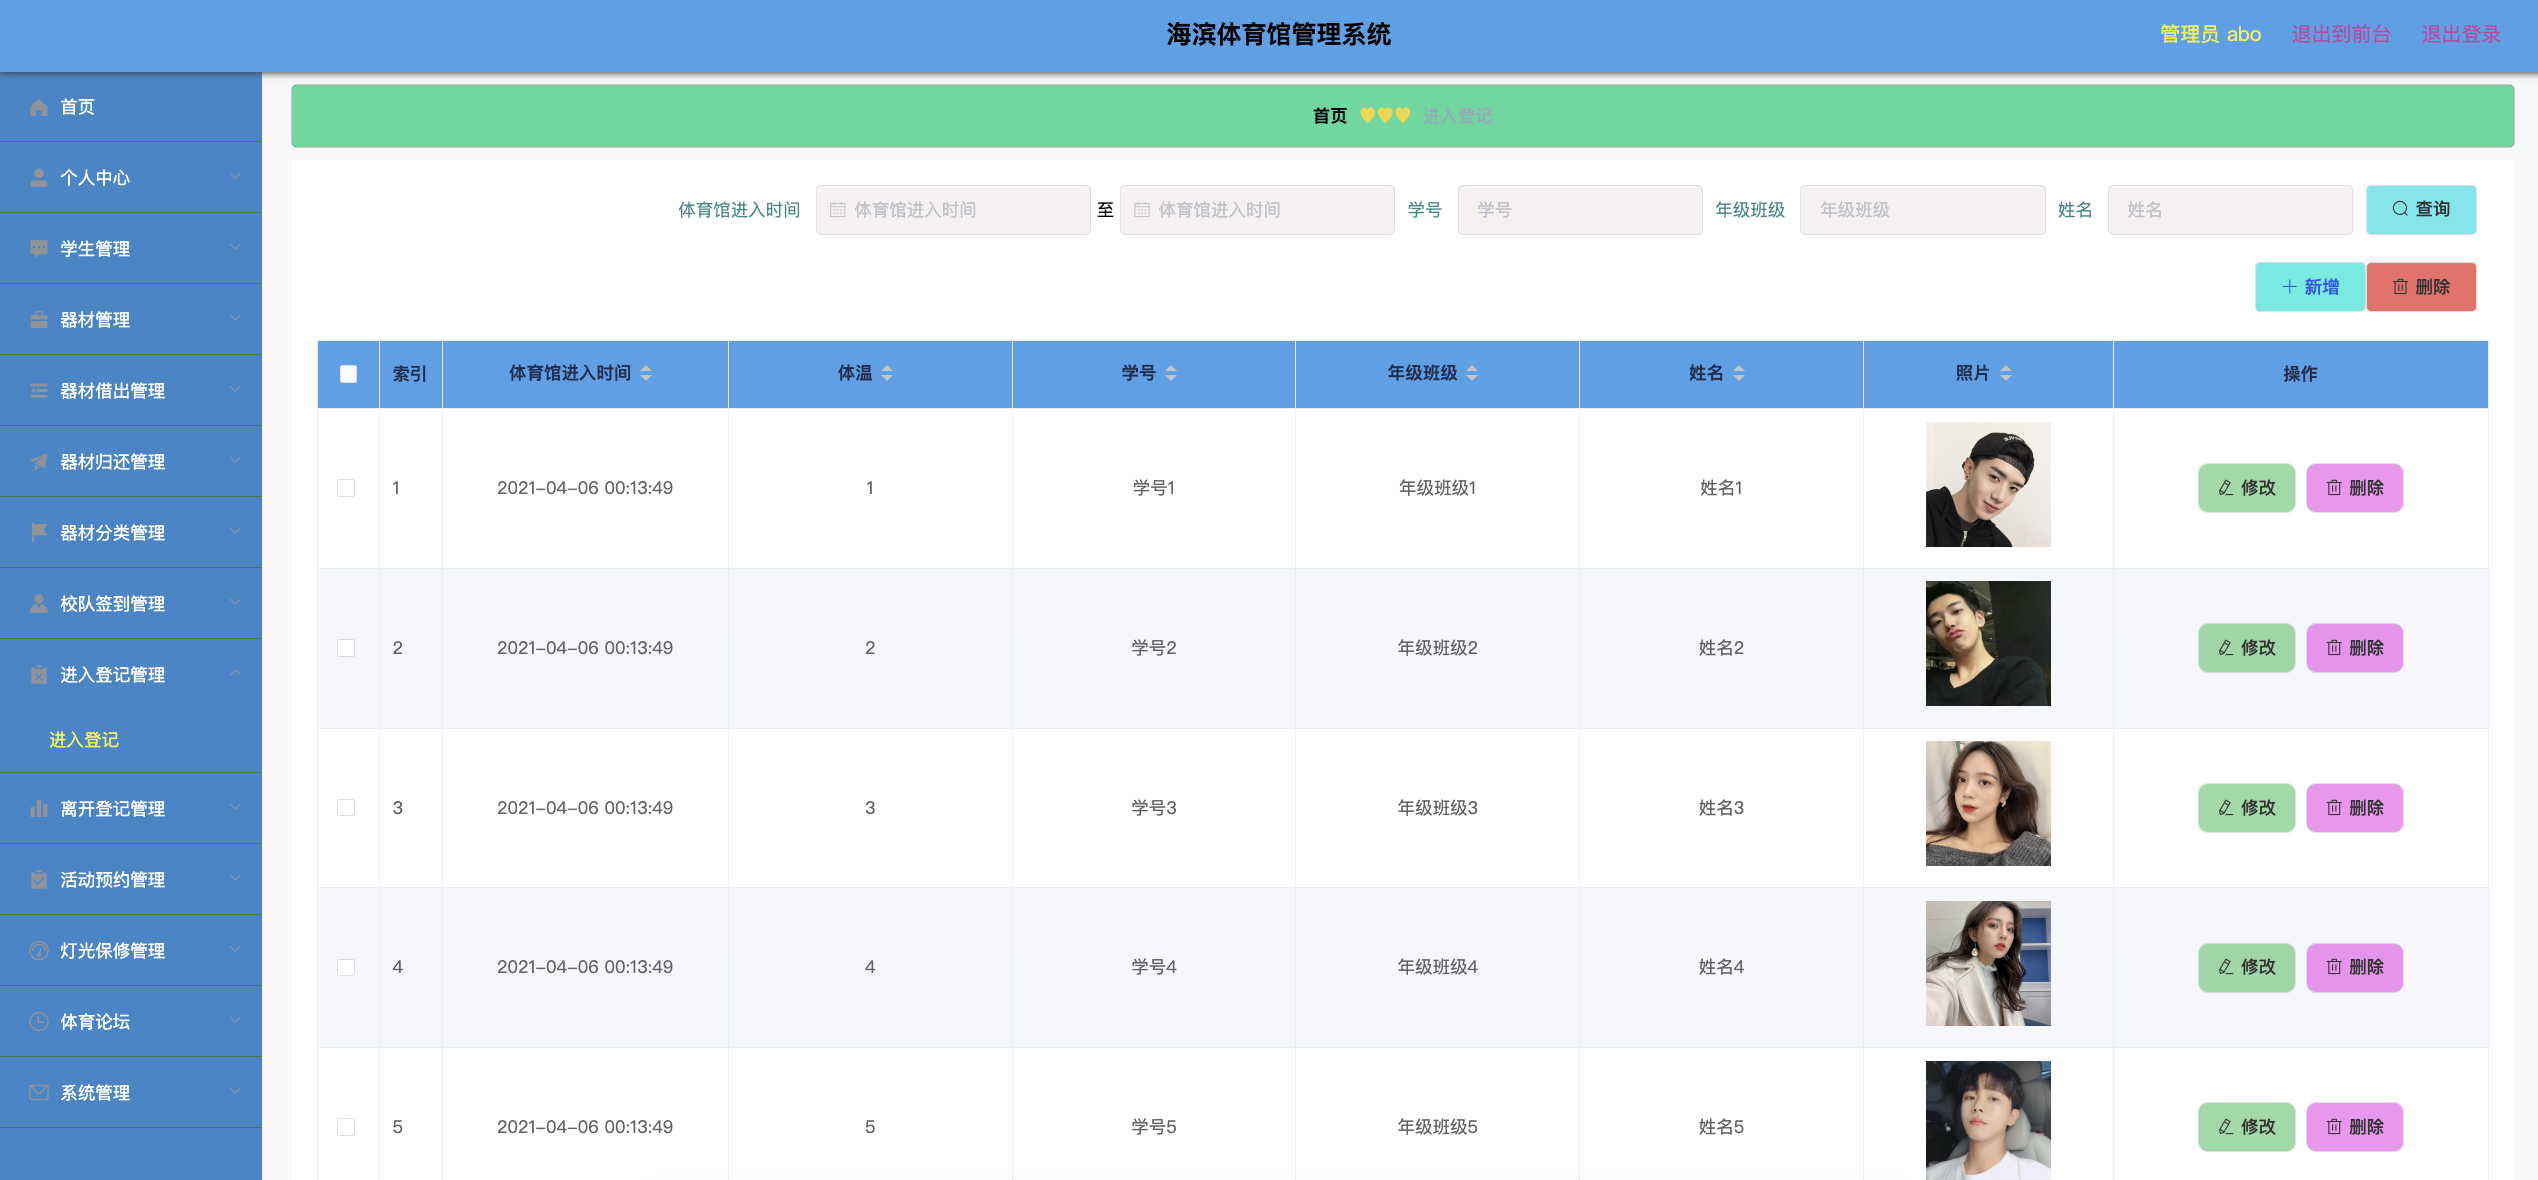 海滨体育馆管理系统
管理员 abo 退出到前台 退出登录
首页
个人中心
学生管理
器材管理
器材借出管理
器材归还管理
器材分类管理
校队签到管理
进入登记管理
进入登记
离开登记管理
活动预约管理
灯光保修管理
体育论坛
系统管理
首页 进入登记
体育馆进入时间 体育馆进入时间 至 体育馆进入时间 学号 学号 年级班级 年级班级 姓名 姓名 查询
新增 删除
索引 体育馆进入时间 体温 学号 年级班级 姓名 照片 操作
1 2021-04-06 00:13:49 1 学号1 年级班级1 姓名1 修改 删除
2 2021-04-06 00:13:49 2 学号2 年级班级2 姓名2 修改 删除
3 2021-04-06 00:13:49 3 学号3 年级班级3 姓名3 修改 删除
4 2021-04-06 00:13:49 4 学号4 年级班级4 姓名4 修改 删除
5 2021-04-06 00:13:49 5 学号5 年级班级5 姓名5 修改 删除